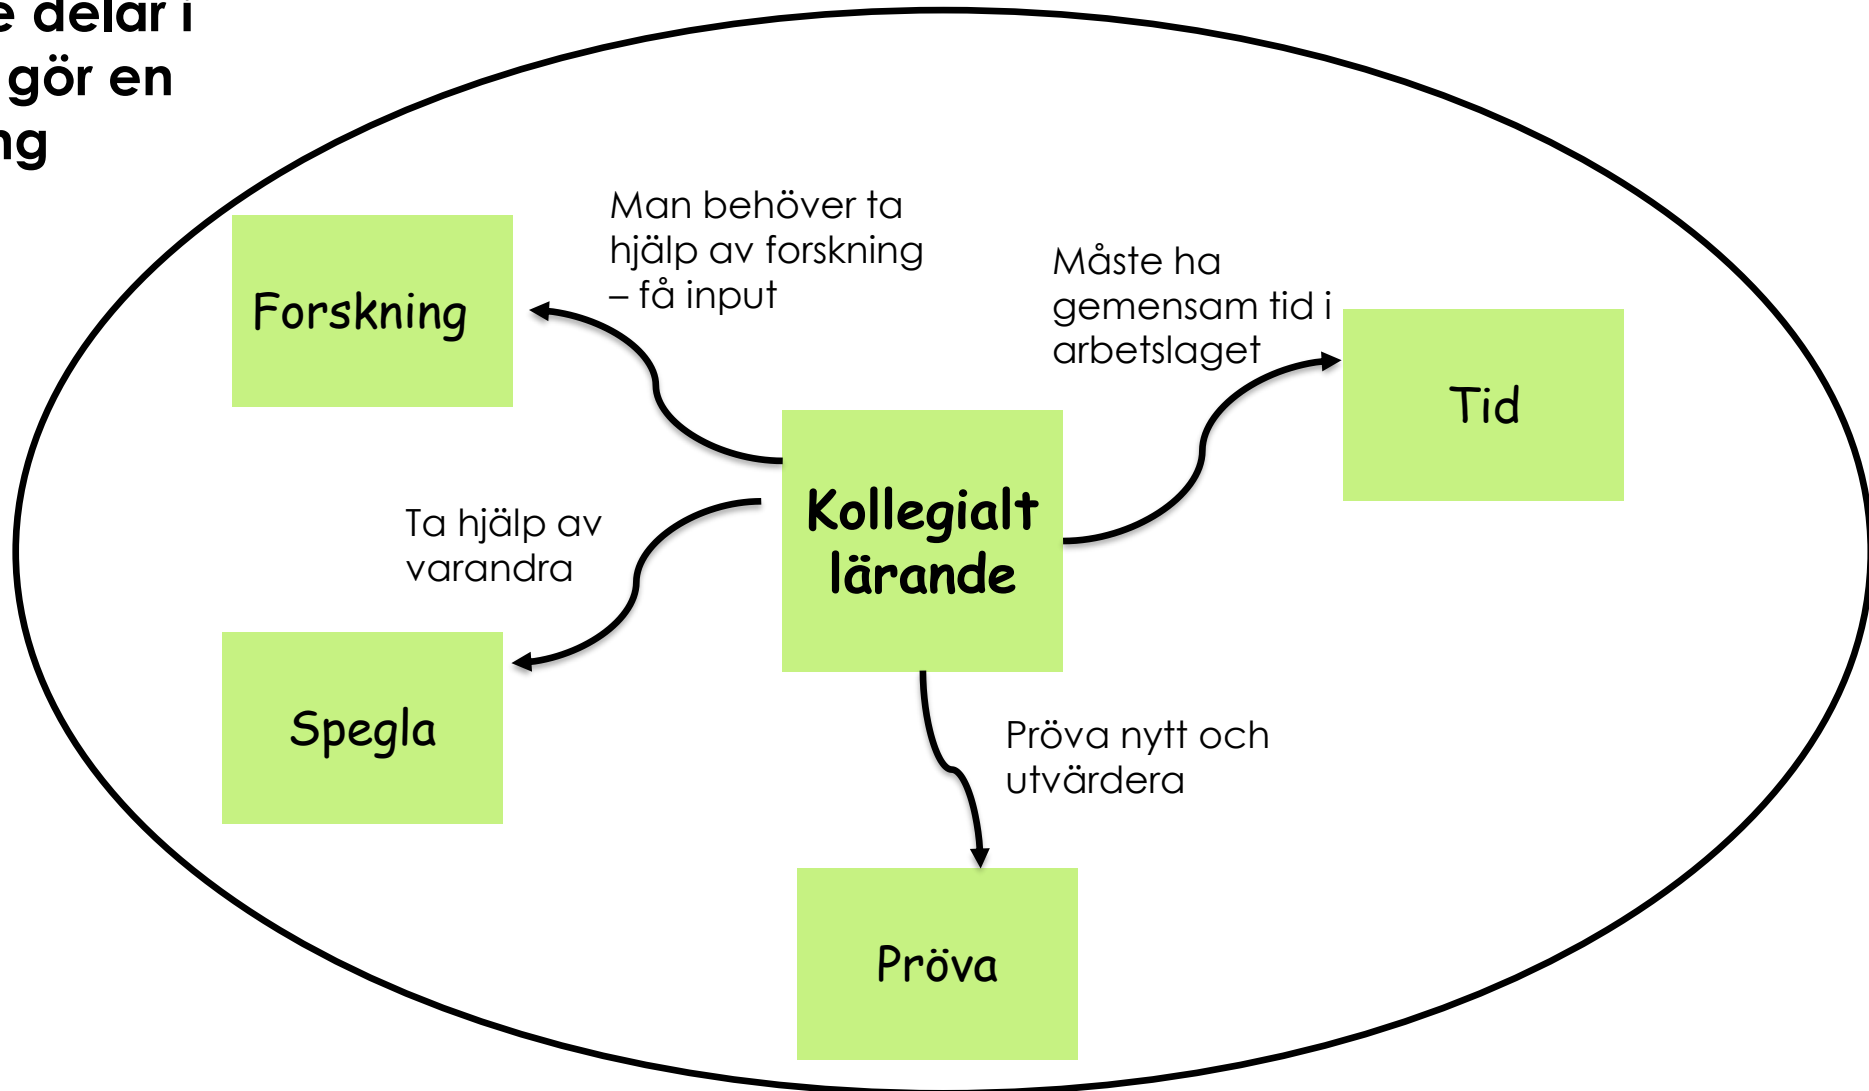 delar i
gör en
Man behöver ta
hjälp av forskning
– få input
Forskning
Måste ha
gemensam tid i
arbetslaget
Tid
Kollegialt
lärande
Ta hjälp av
varandra
Spegla
Pröva nytt och
utvärdera
Pröva